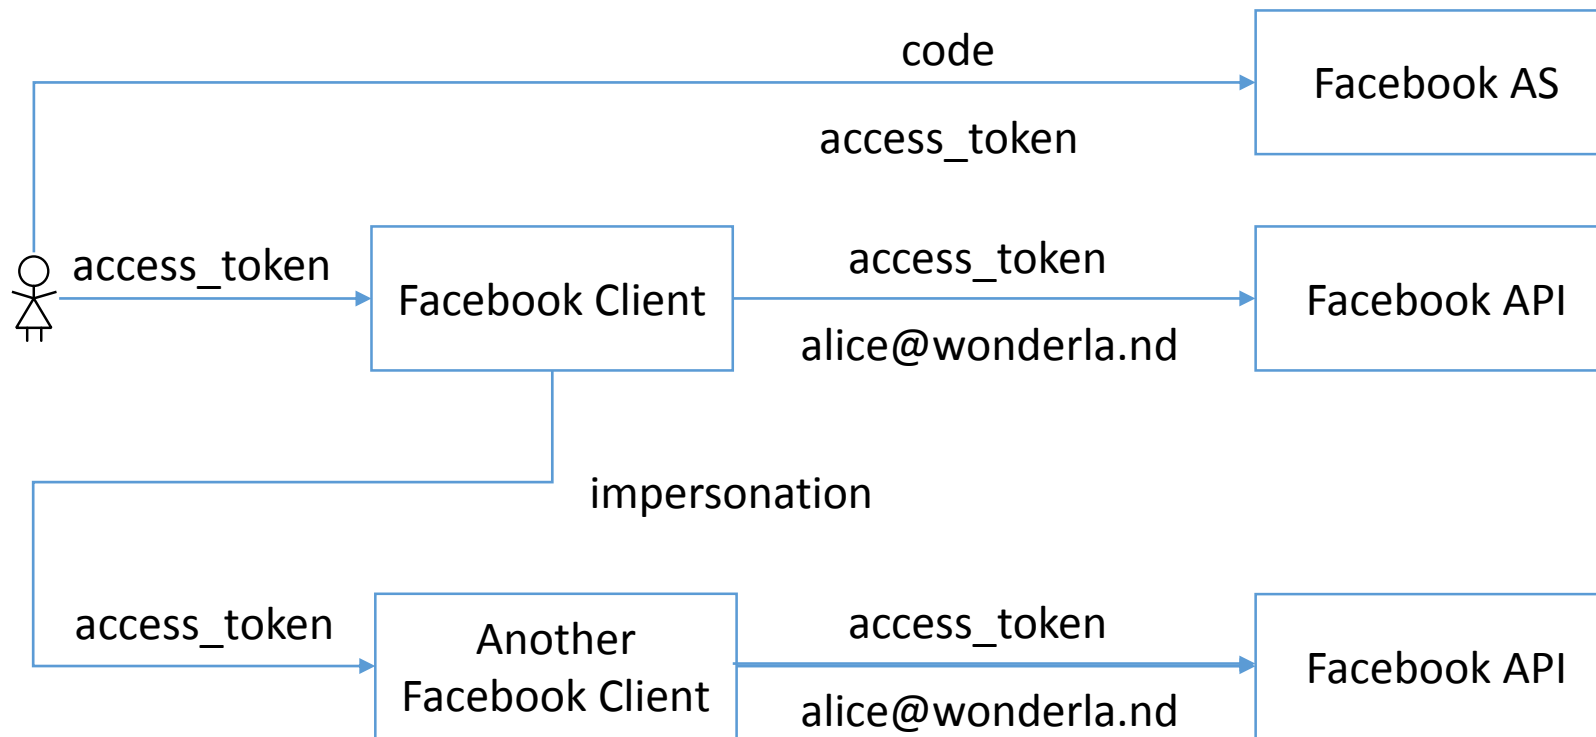 code
Facebook AS
access_token
access_token
Facebook Client
access_token
alice@wonderla.nd
Facebook API
impersonation
access_token
Another
Facebook Client
access_token
alice@wonderla.nd
Facebook API